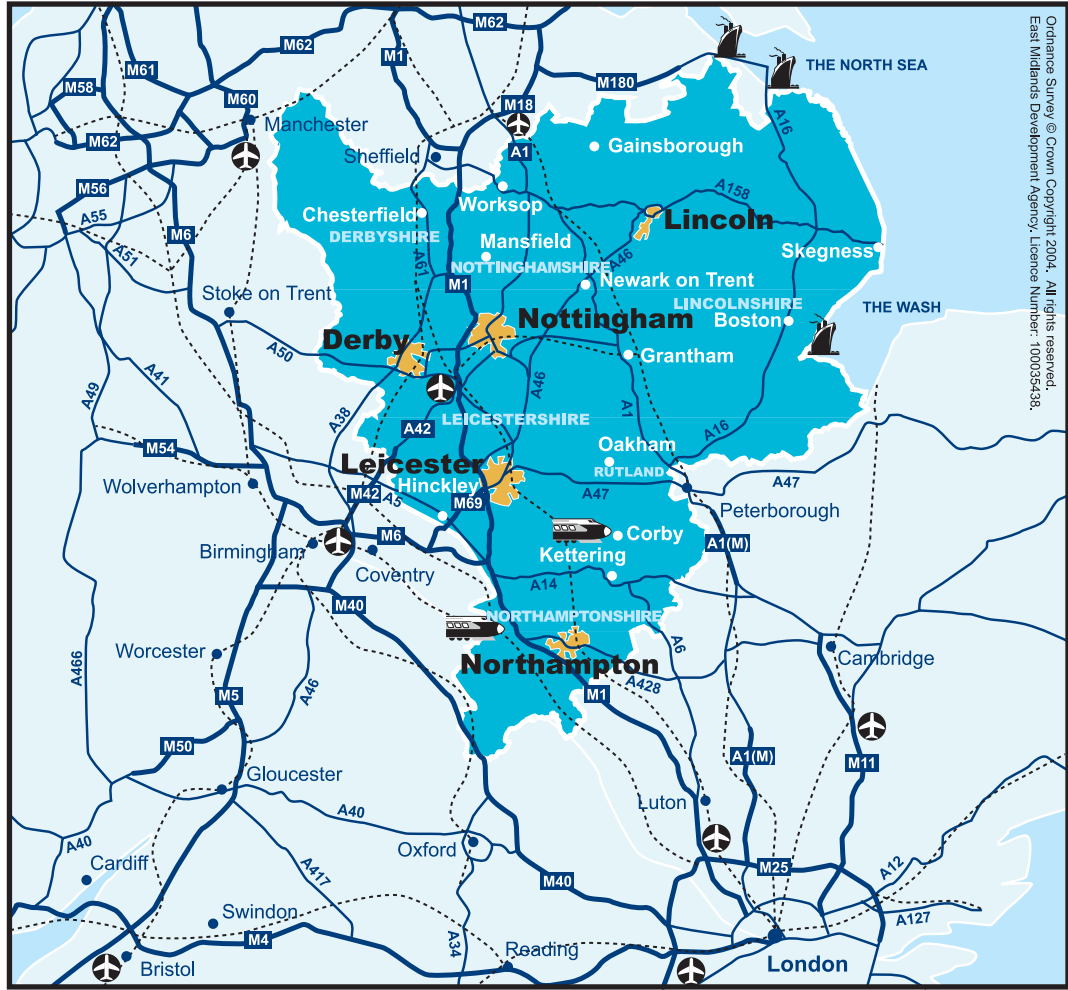 M62
M62
M1
M61
M58
M180
THE NORTH SEA
M60
M18
A16
Manchester
M62
A1
Gainsborough
Sheffield
M56
A158
Worksop
A55
Chesterfield
Lincoln
M6
DERBYSHIRE
Mansfield
A51
Skegness
A61
NOTTINGHAMSHIRE
A46
M1
Newark on Trent
Stoke on Trent
LINCOLNSHIRE
THE WASH
Nottingham
Boston
Derby
A50
Grantham
A41
A49
A46
A38
A1
LEICESTERSHIRE
A42
A16
M54
Oakham
Leicester
RUTLAND
Wolverhampton
Hinckley
A47
M42
A5
M69
A47
Peterborough
Birmingham
M6
Corby
A1(M)
Coventry
Kettering
A14
M40
NORTHAMPTONSHIRE
A6
Worcester
Cambridge
A466
Northampton
A46
A428
M5
M1
M50
A1(M)
M11
Gloucester
Luton
A40
A40
Oxford
Cardiff
M25
A12
A417
M40
Swindon
A127
M4
A34
Reading
London
Bristol
Ordnance Survey © Crown Copyright 2004. All rights reserved.
East Midlands Development Agency. Licence Number: 100035438.